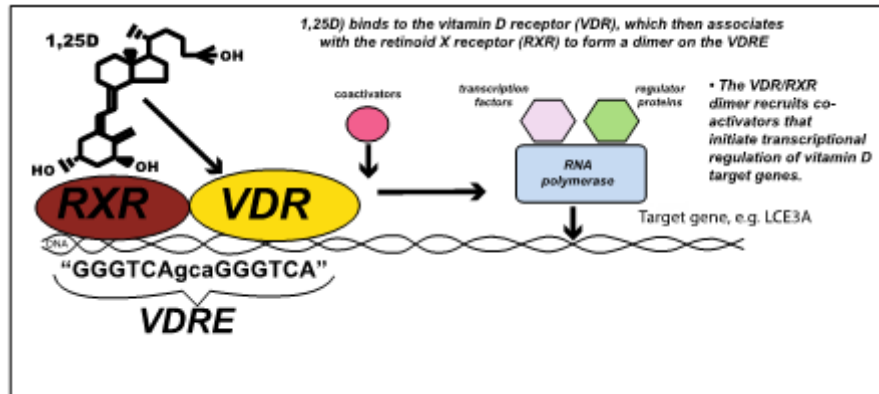 1,25D
OH
HO
OH
1,25D) binds to the vitamin D receptor (VDR), which then associates
with the retinoid X receptor (RXR) to form a dimer on the VDRE
coactivators
transcription
factors
regulator
proteins
RNA
polymerase
• The VDR/RXR
dimer recruits co-
activators that
initiate transcriptional
regulation of vitamin D
target genes.
RXR
VDR
Target gene, e.g. LCE3A
DNA
“GGGTCAgcaGGGTCA”
VDRE